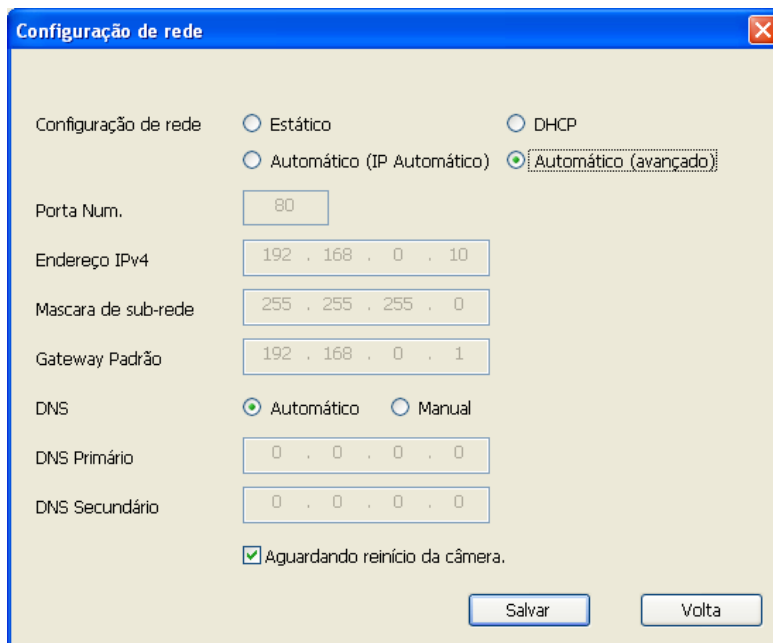 Configuração de rede
Configuração de rede Estático DHCP
Automático (IP Automático) Automático (avançado)
Porta Num. 80
Endereço IPv4 192 . 168 . 0 . 10
Mascara de sub-rede 255 . 255 . 255 . 0
Gateway Padrão 192 . 168 . 0 . 1
DNS Automático Manual
DNS Primário 0 . 0 . 0 . 0
DNS Secundário 0 . 0 . 0 . 0
Aguardando reinício da câmera.
Salvar Volta